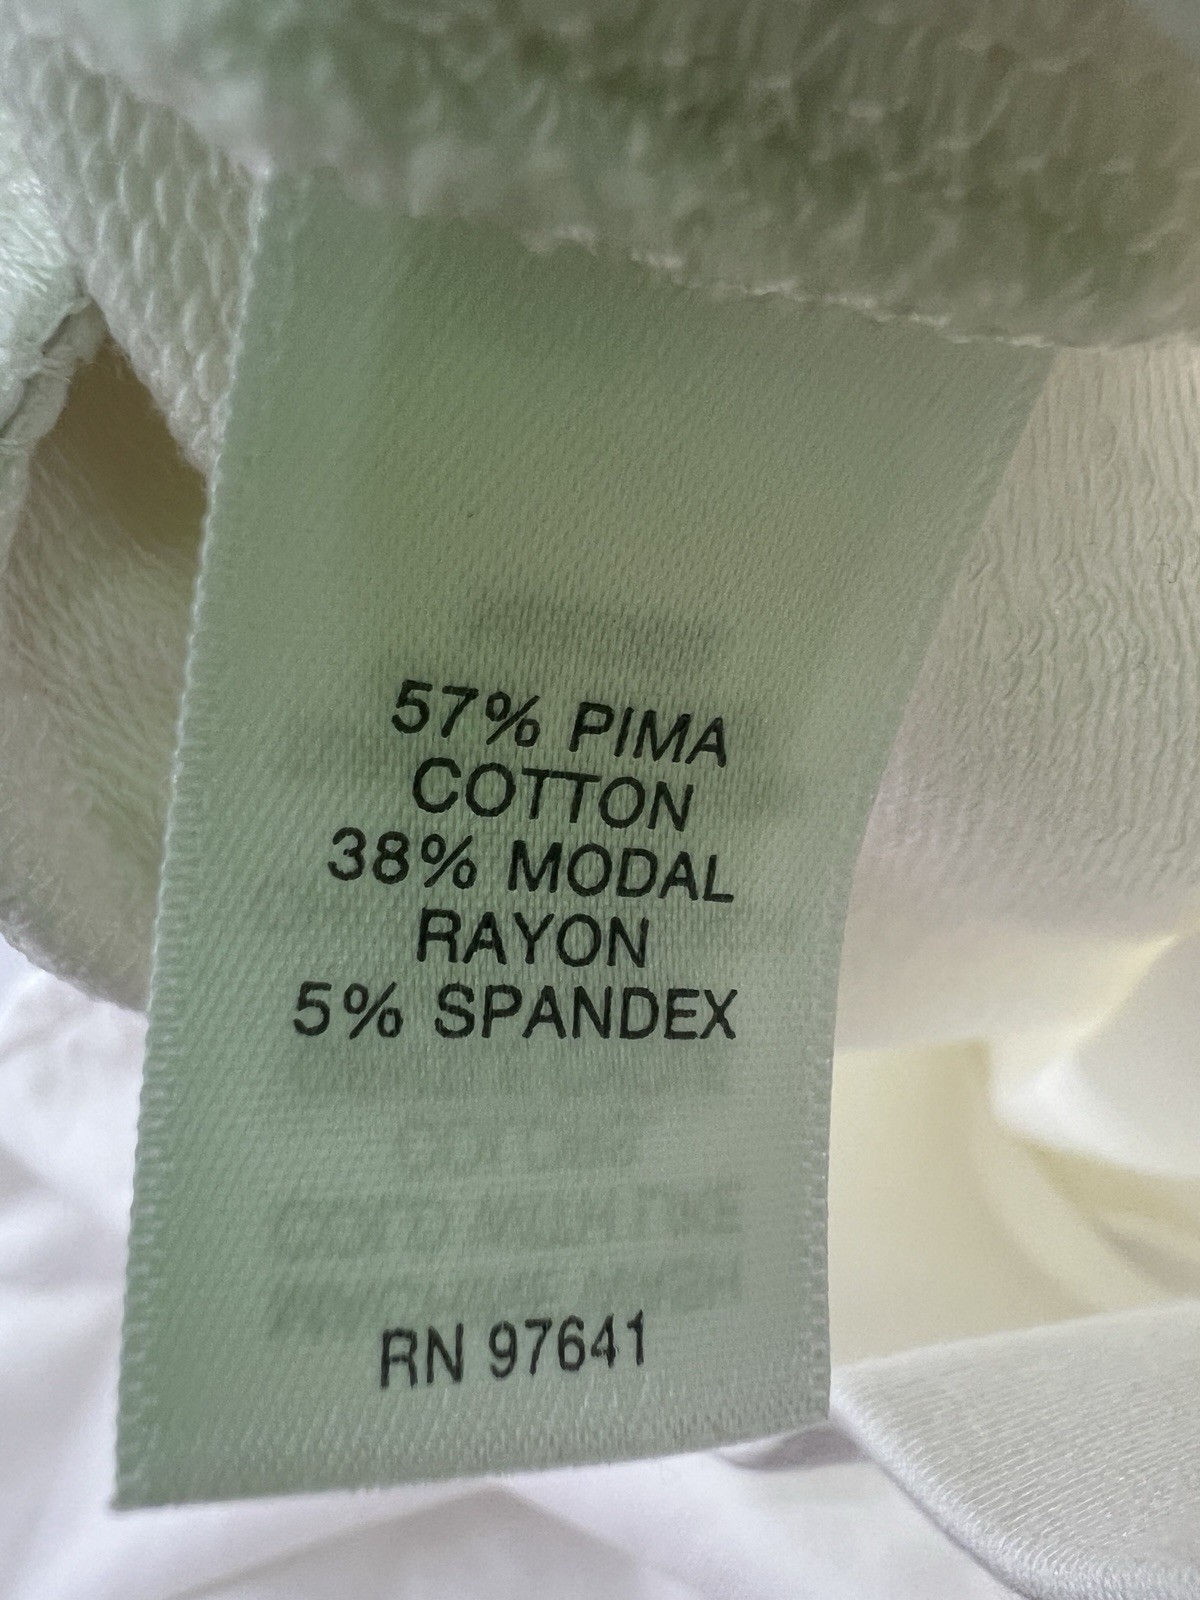 57% PIMA
COTTON
38% MODAL
RAYON
5% SPANDEX
RN 97641